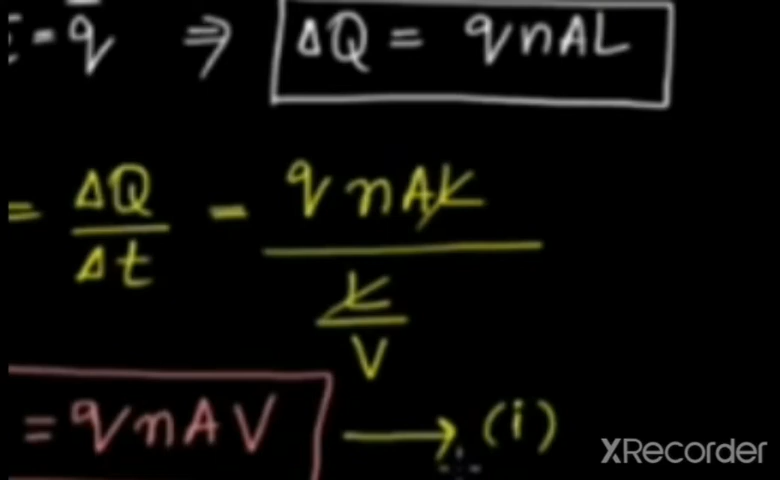 - q ⇒ ΔQ = qnAL
= ΔQ/Δt - qnAL/(L/V)
= qnAV → (i)
XRecorder